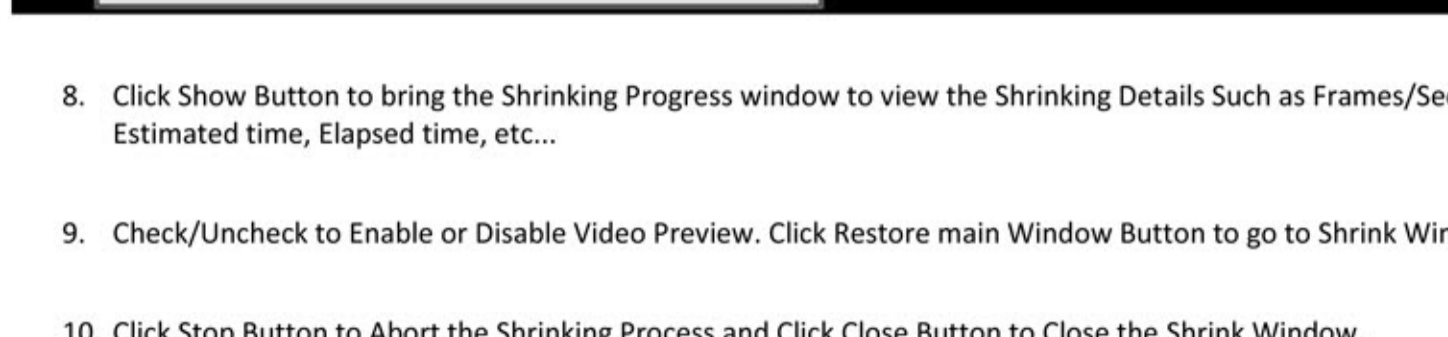 8. Click Show Button to bring the Shrinking Progress window to view the Shrinking Details Such as Frames/Se
Estimated time, Elapsed time, etc...
9. Check/Uncheck to Enable or Disable Video Preview. Click Restore main Window Button to go to Shrink
10. Click Stop Button to Abort the Shrinking Process and Click Close Button to Close the Shrink Window.